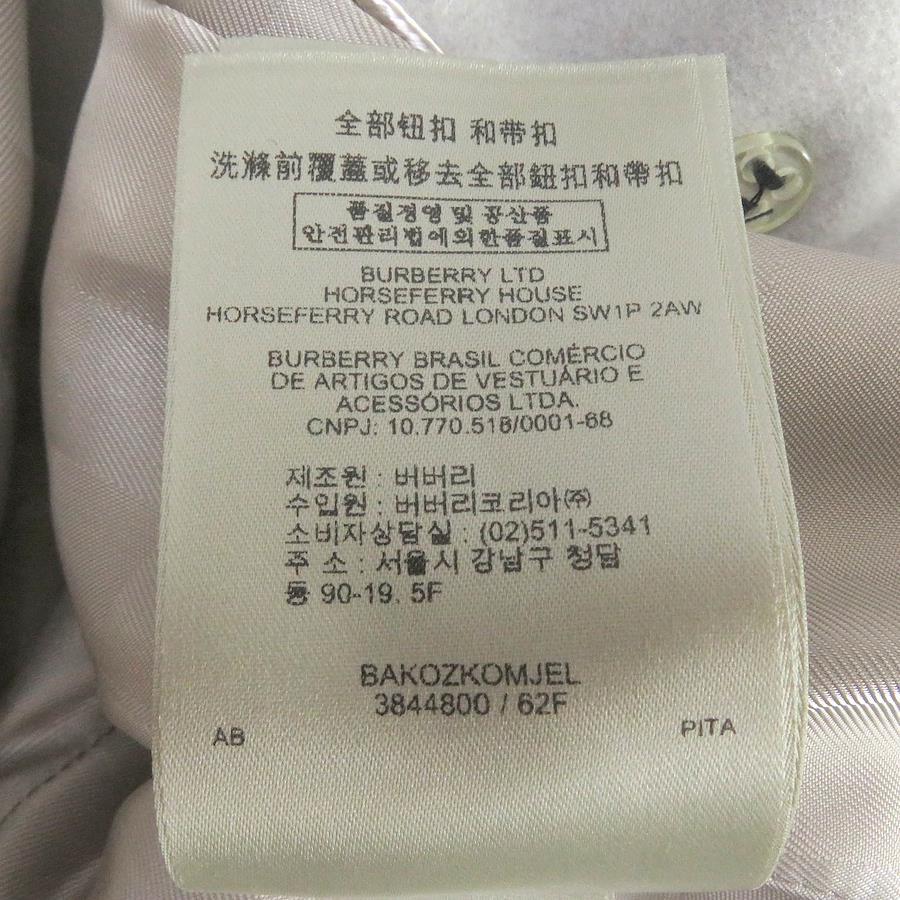 全部钮扣 和带扣
洗滌前覆蓋或移去全部鈕扣和帶扣
품질경영 및 공산품
안전관리법에의한품질표시
BURBERRY LTD
HORSEFERRY HOUSE
HORSEFERRY ROAD LONDON SW1P 2AW
BURBERRY BRASIL COMÉRCIO
DE ARTIGOS DE VESTUÁRIO E
ACESSÓRIOS LTDA.
CNPJ: 10.770.518/0001-68
제조원 : 버버리
수입원 : 버버리코리아㈜
소비자상담실 : (02)511-5341
주 소 : 서울시 강남구 청담
동 90-19. 5F
BAKOZKOMJEL
3844800 / 62F
AB PITA